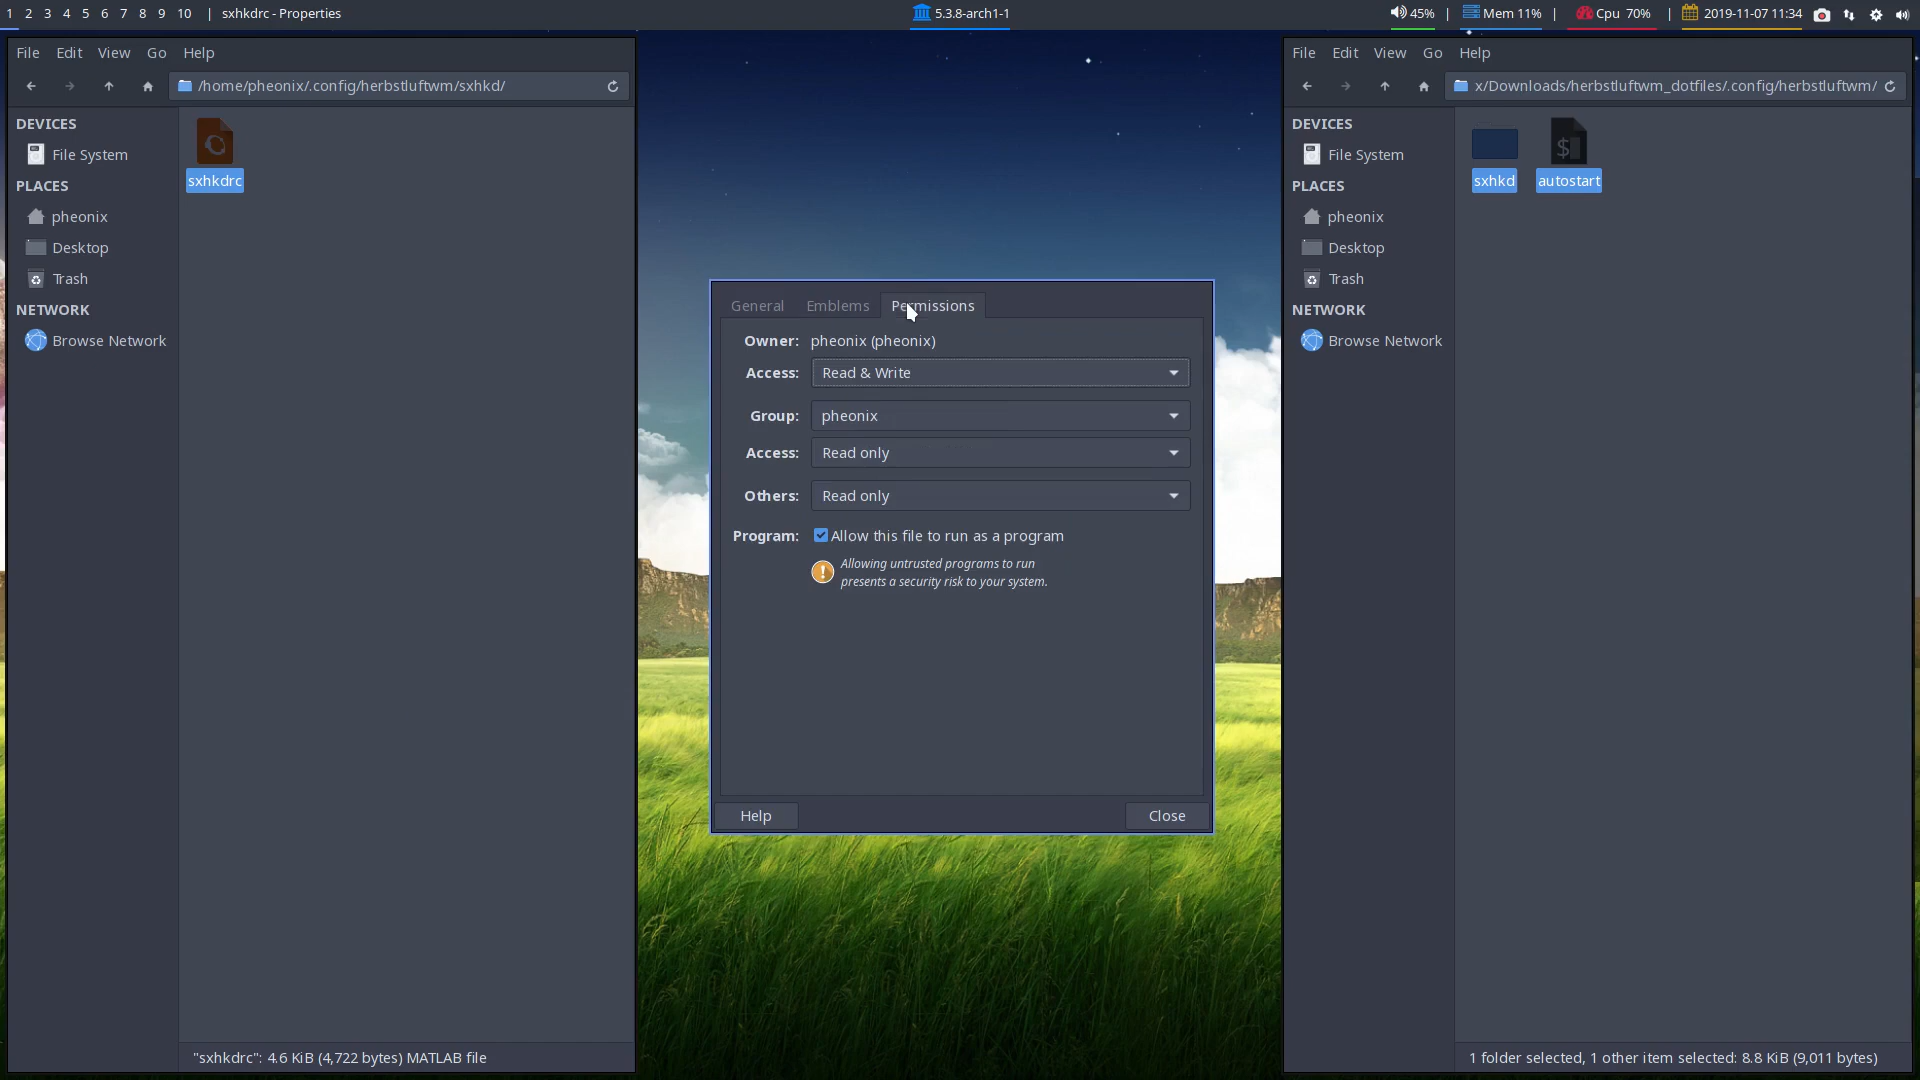 1 2 3 4 5 6 7 8 9 10 | sxhkdrc - Properties
5.3.8-arch1-1
45% | Mem 11% | Cpu 70% | 2019-11-07 11:34
File Edit View Go Help
/home/pheonix/.config/herbstluftwm/sxhkd/
DEVICES
File System
PLACES
pheonix
Desktop
Trash
NETWORK
Browse Network
sxhkdrc
"sxhkdrc": 4.6 KiB (4,722 bytes) MATLAB file
General Emblems Permissions
Owner: pheonix (pheonix)
Access: Read & Write
Group: pheonix
Access: Read only
Others: Read only
Program: Allow this file to run as a program
Allowing untrusted programs to run
presents a security risk to your system.
Help Close
File Edit View Go Help
x/Downloads/herbstluftwm_dotfiles/.config/herbstluftwm/
DEVICES
File System
PLACES
pheonix
Desktop
Trash
NETWORK
Browse Network
$
sxhkd autostart
1 folder selected, 1 other item selected: 8.8 KiB (9,011 bytes)